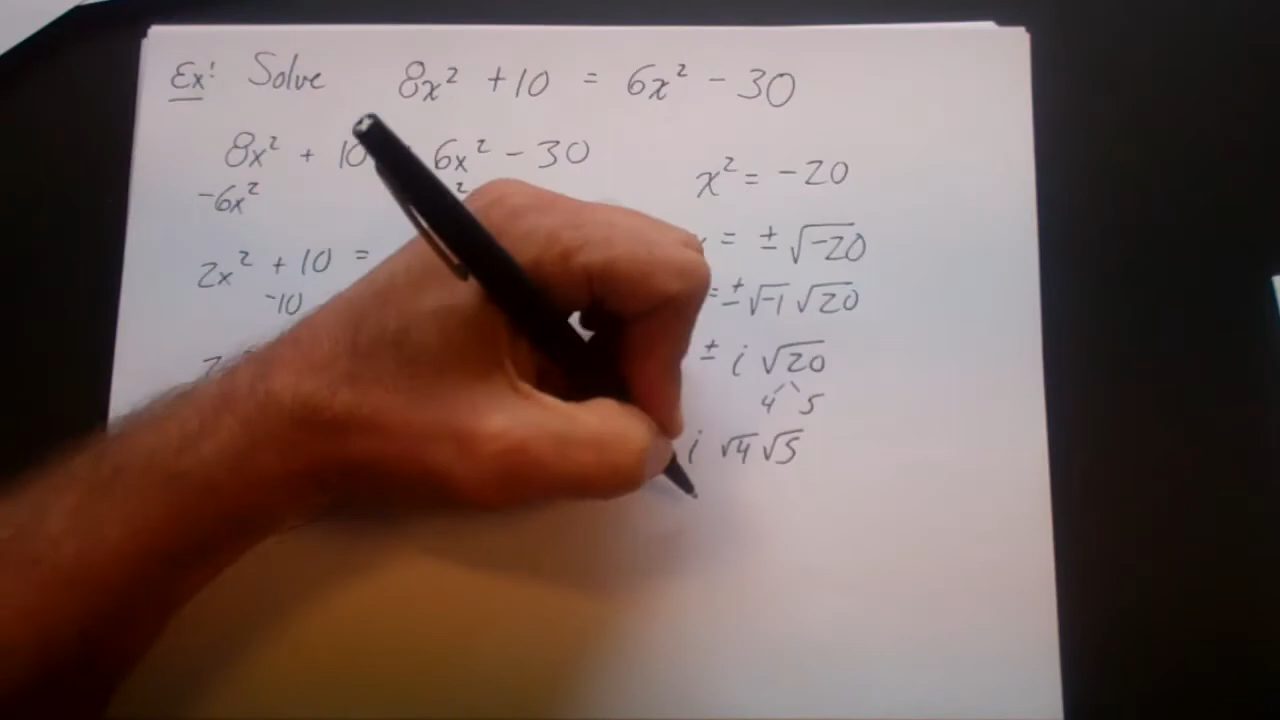 Ex: Solve 8x² + 10 = 6x² - 30
8x² + 10 6x² - 30
-6x² ²
2x² + 10 =
-10
x² = -20
= ± √-20
= ± √-1 √20
± i √20
4 5
i √4 √5